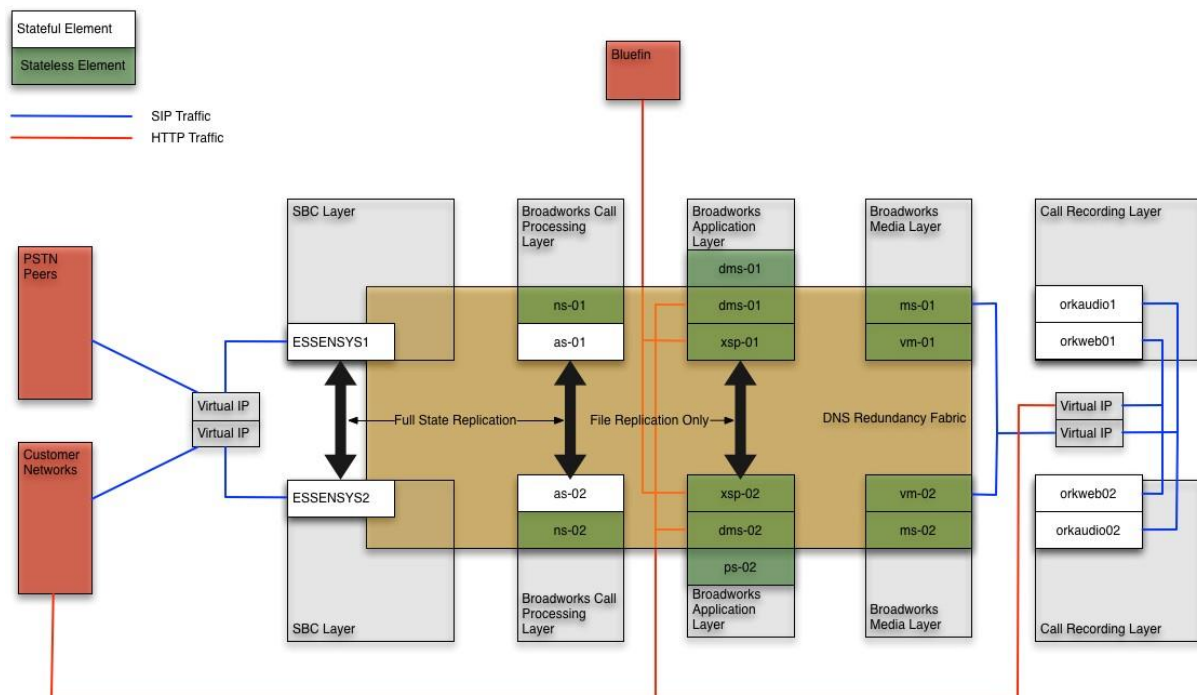 Stateful Element
Stateless Element
SIP Traffic
HTTP Traffic
Bluefin
SBC Layer
Broadworks Call
Processing
Layer
Broadworks
Application
Layer
Broadworks
Media Layer
Call Recording Layer
PSTN
Peers
dms-01
ns-01
dms-01
ms-01
orkaudio1
ESSENSYS1
as-01
xsp-01
vm-01
orkweb01
Virtual IP
Virtual IP
Full State Replication
File Replication Only
DNS Redundancy Fabric
Virtual IP
Virtual IP
Customer
Networks
ESSENSYS2
as-02
xsp-02
vm-02
orkweb02
ns-02
dms-02
ms-02
orkaudio02
ps-02
SBC Layer
Broadworks Call
Processing
Layer
Broadworks
Application
Layer
Broadworks
Media Layer
Call Recording Layer